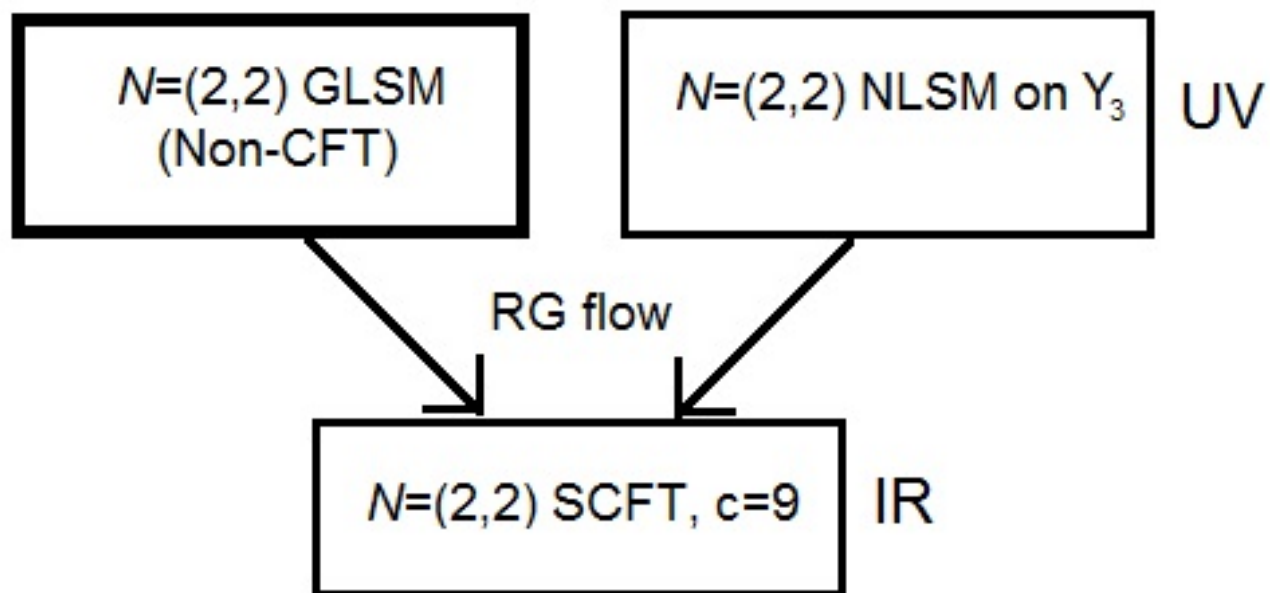 N=(2,2) GLSM
(Non-CFT)
N=(2,2) NLSM on Y₃
UV
RG flow
N=(2,2) SCFT, c=9
IR